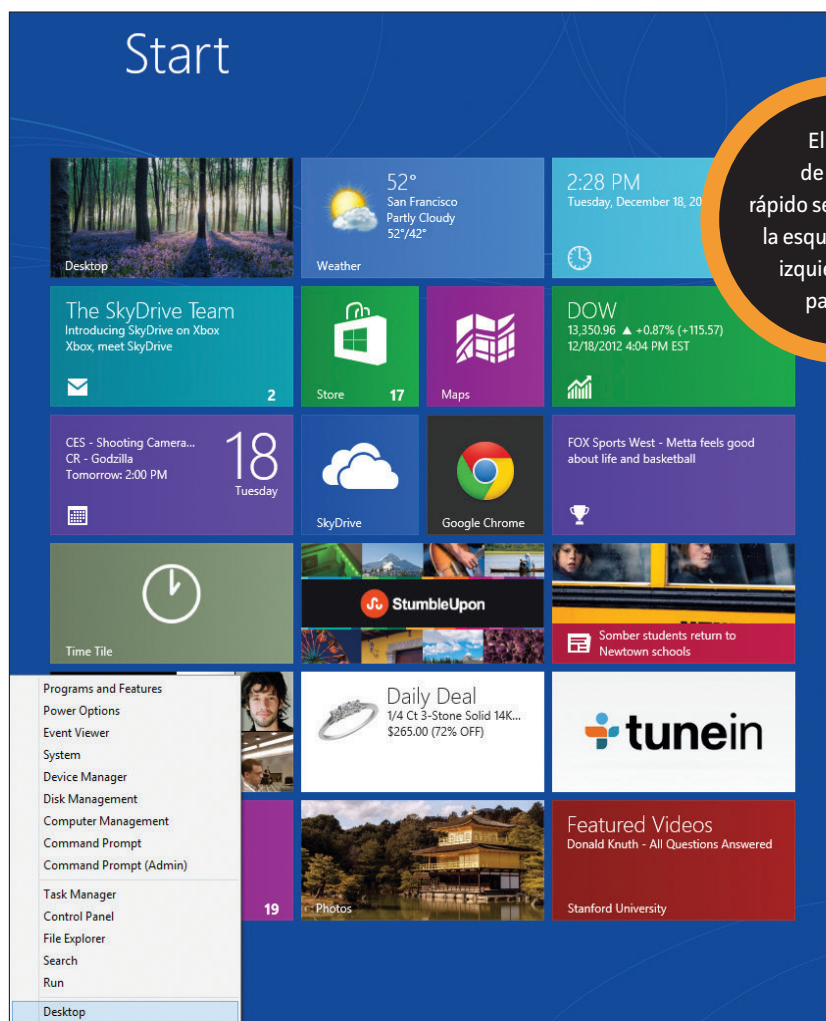 Start
El
de
rápido se
la esqu
izquie
pa
Desktop
52°
San Francisco
Partly Cloudy
52°/42°
Weather
2:28 PM
Tuesday, December 18, 20
The SkyDrive Team
Introducing SkyDrive on Xbox
Xbox, meet SkyDrive
2
Store 17
Maps
DOW
13,350.96 ▲ +0.87% (+115.57)
12/18/2012 4:04 PM EST
CES - Shooting Camera...
CR - Godzilla
Tomorrow: 2:00 PM
18
Tuesday
SkyDrive
Google Chrome
FOX Sports West - Metta feels good
about life and basketball
Time Tile
StumbleUpon
Somber students return to
Newtown schools
Programs and Features
Power Options
Event Viewer
System
Device Manager
Disk Management
Computer Management
Command Prompt
Command Prompt (Admin)
Task Manager
Control Panel
File Explorer
Search
Run
Desktop
Daily Deal
1/4 Ct 3-Stone Solid 14K...
$265.00 (72% OFF)
tunein
19
Photos
Featured Videos
Donald Knuth - All Questions Answered
Stanford University